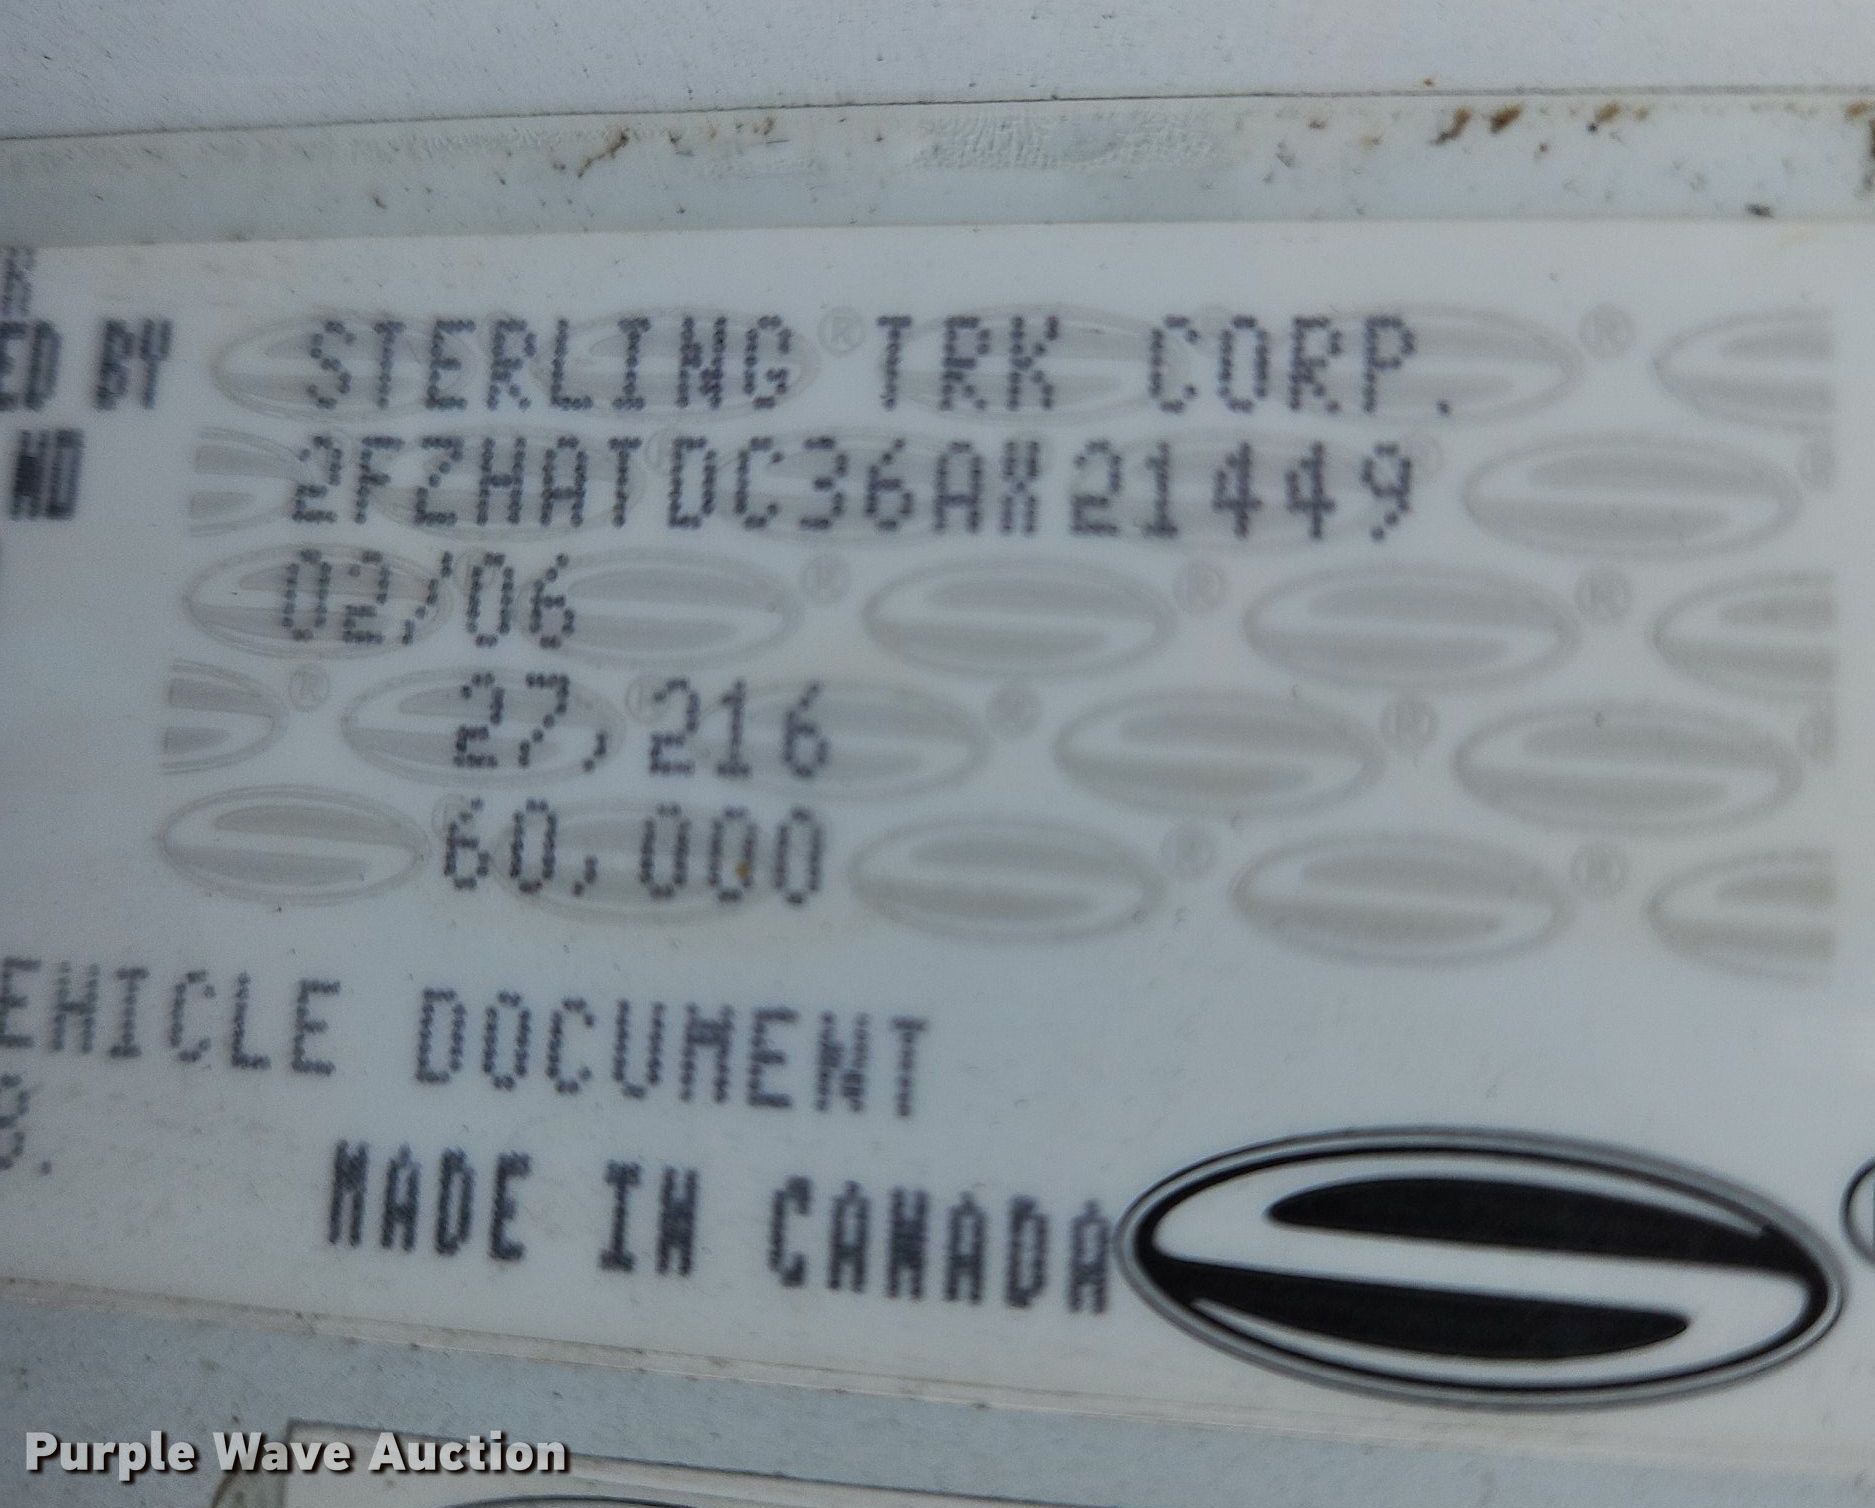 ED BY STERLING TRK CORP.
NO 2FZHATDC36AX21449
02/06
27,216
60,000
EHICLE DOCUMENT
S.
MADE IN CANADA
Purple Wave Auction